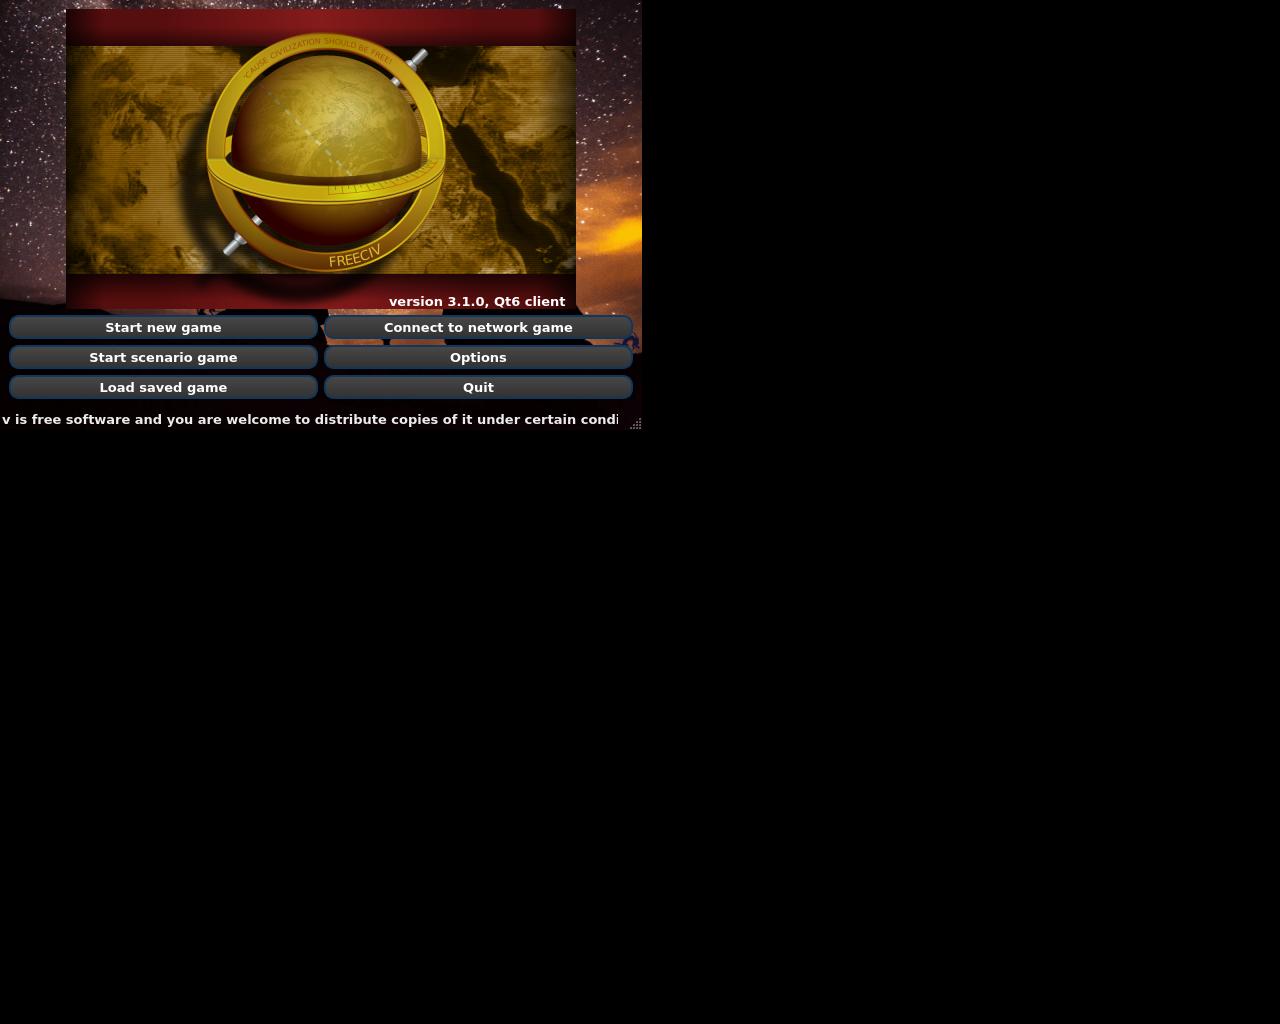 'CAUSE CIVILIZATION SHOULD BE FREE!
FREECIV
version 3.1.0, Qt6 client
Start new game
Connect to network game
Start scenario game
Options
Load saved game
Quit
v is free software and you are welcome to distribute copies of it under certain condi